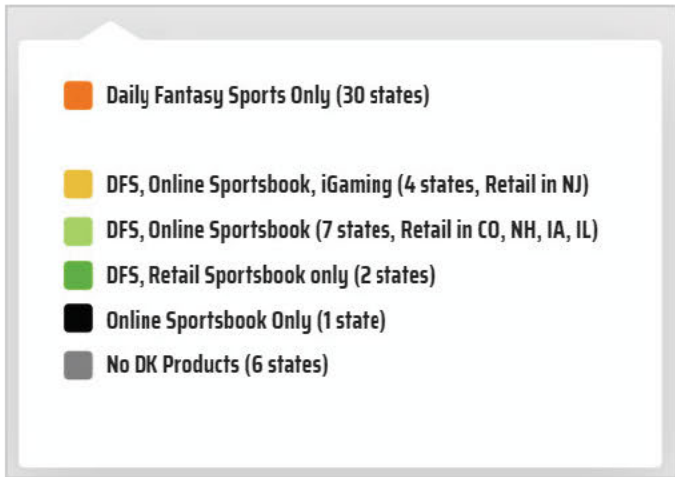 Daily Fantasy Sports Only (30 states)
DFS, Online Sportsbook, iGaming (4 states, Retail in NJ)
DFS, Online Sportsbook (7 states, Retail in CO, NH, IA, IL)
DFS, Retail Sportsbook only (2 states)
Online Sportsbook Only (1 state)
No DK Products (6 states)